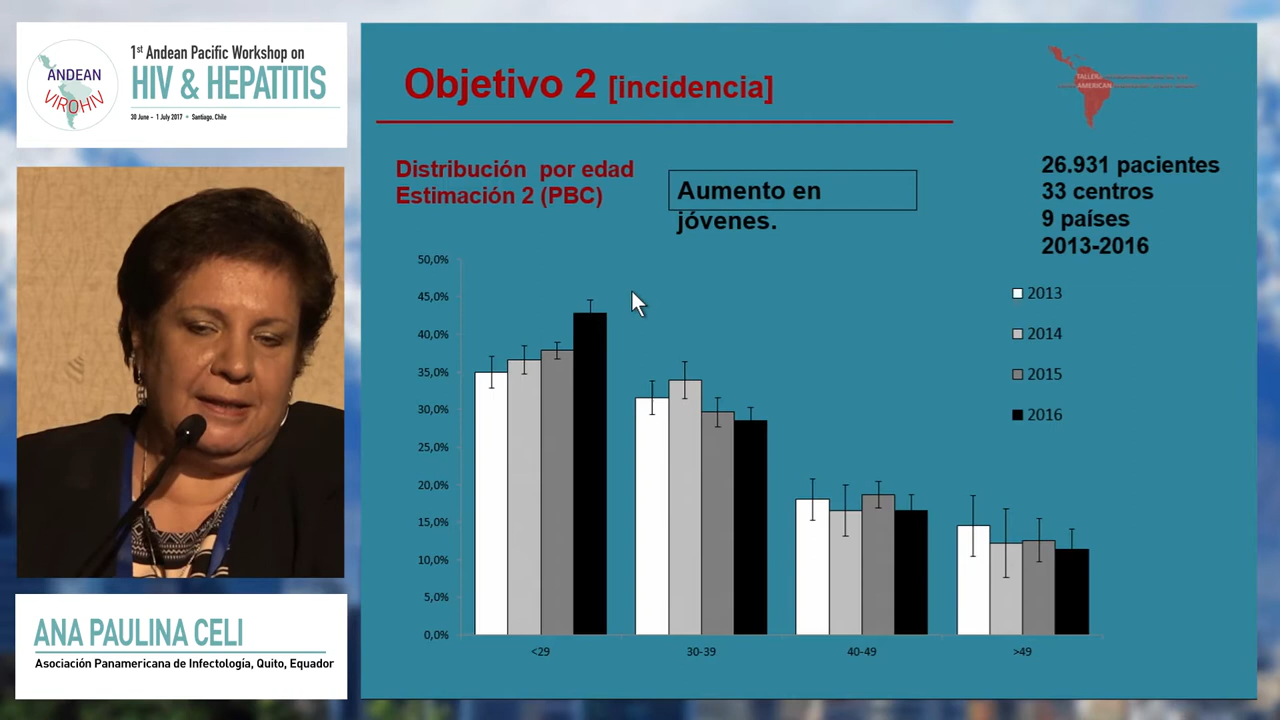 1st Andean Pacific Workshop on
HIV & HEPATITIS
30 June – 1 July 2017 • Santiago, Chile
ANDEAN
VIROHIV
Objetivo 2 [incidencia]
TALLER
AMERICAN
Distribución por edad
Estimación 2 (PBC)
Aumento en
jóvenes.
26.931 pacientes
33 centros
9 países
2013-2016
2013
2014
2015
2016
50,0%
45,0%
40,0%
35,0%
30,0%
25,0%
20,0%
15,0%
10,0%
5,0%
0,0%
<29
30-39
40-49
>49
ANA PAULINA CELI
Asociación Panamericana de Infectología, Quito, Equador